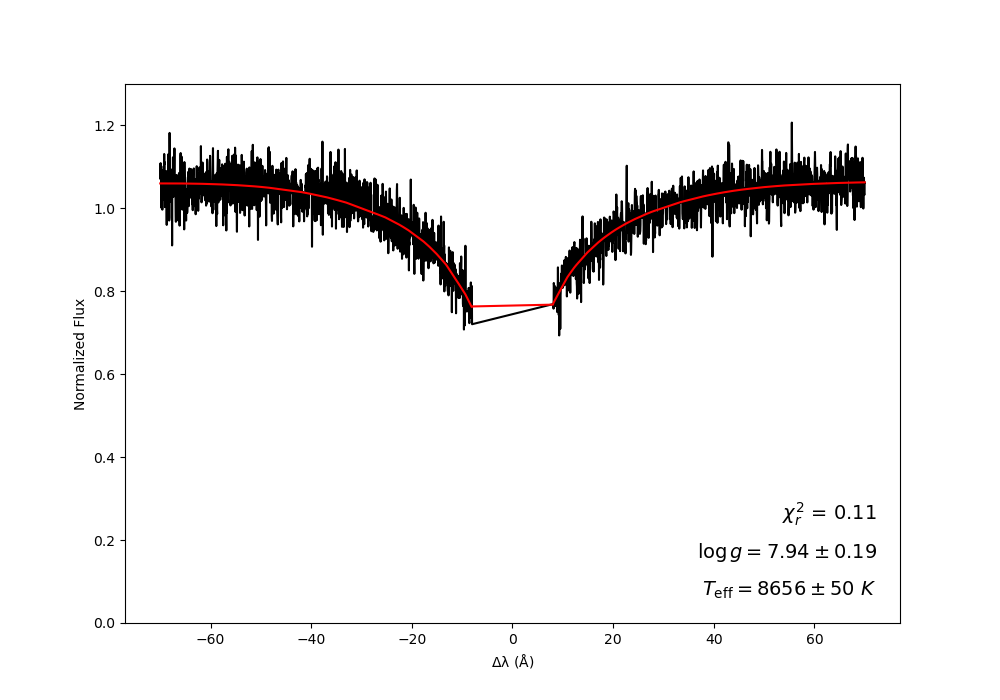 1.2
1.0
0.8
0.6
0.4
0.2
0.0
Normalized Flux
χ²ᵣ = 0.11
log g = 7.94 ± 0.19
T_eff = 8656 ± 50 K
−60 −40 −20 0 20 40 60
Δλ (Å)